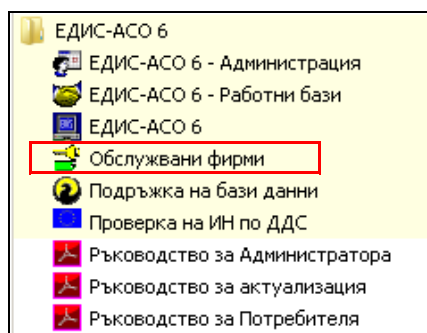 ЕДИС-АСО 6
ЕДИС-АСО 6 - Администрация
ЕДИС-АСО 6 - Работни бази
ЕДИС-АСО 6
Обслужвани фирми
Подръжка на бази данни
Проверка на ИН по ДДС
Ръководство за Администратора
Ръководство за актуализация
Ръководство за Потребителя